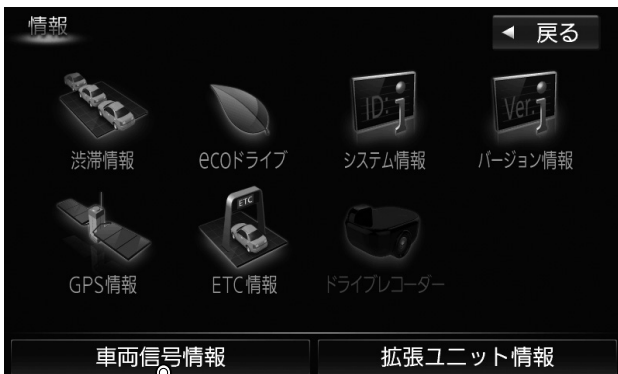 情報
◀ 戻る
ID:i
Ver.i
渋滞情報
ecoドライブ
システム情報
バージョン情報
ETC
GPS情報
ETC情報
ドライブレコーダー
車両信号情報
拡張ユニット情報